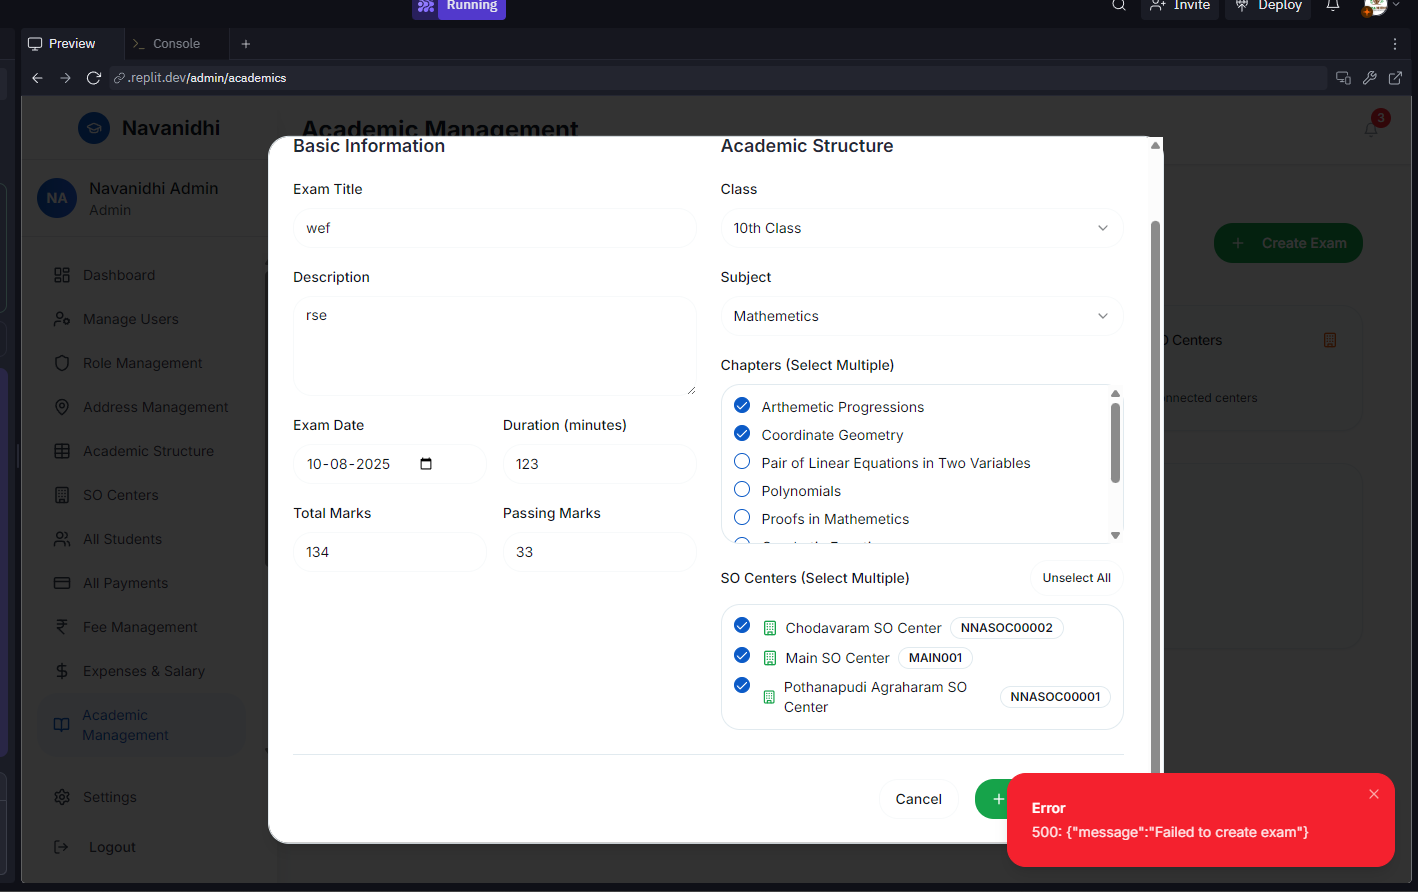 Running
Invite
Deploy
Preview
Console
.replit.dev/admin/academics
Navanidhi
Academic Management
3
NA
Navanidhi Admin
Admin
Dashboard
Manage Users
Role Management
Address Management
Academic Structure
SO Centers
All Students
All Payments
Fee Management
Expenses & Salary
Academic
Management
Settings
Logout
Create Exam
Centers
centers
Basic Information
Exam Title
wef
Description
rse
Exam Date
10-08-2025
Duration (minutes)
123
Total Marks
134
Passing Marks
33
Academic Structure
Class
10th Class
Subject
Mathemetics
Chapters (Select Multiple)
Arthemetic Progressions
Coordinate Geometry
Pair of Linear Equations in Two Variables
Polynomials
Proofs in Mathemetics
SO Centers (Select Multiple)
Unselect All
Chodavaram SO Center NNASOC00002
Main SO Center MAIN001
Pothanapudi Agraharam SO
Center
NNASOC00001
Cancel
Error
500: {"message":"Failed to create exam"}